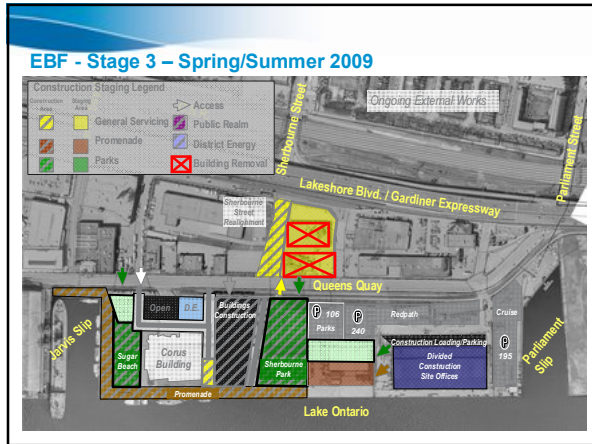 EBF - Stage 3 – Spring/Summer 2009
Construction Staging Legend
Construction Area
Staging Area
General Servicing
Promenade
Parks
Access
Public Realm
District Energy
Building Removal
Ongoing External Works
Sherbourne Street
Parliament Street
Lakeshore Blvd. / Gardiner Expressway
Sherbourne
Street
Realighment
Queens Quay
Jarvis Slip
Open
D.E.
Buildings
Construction
P 106
Parks
P
240
Redpath
Cruise
P
195
Parliament
Slip
Construction Loading/Parking
Sugar
Beach
Corus
Building
Sherbourne
Park
Divided
Construction
Site Offices
Promenade
Lake Ontario